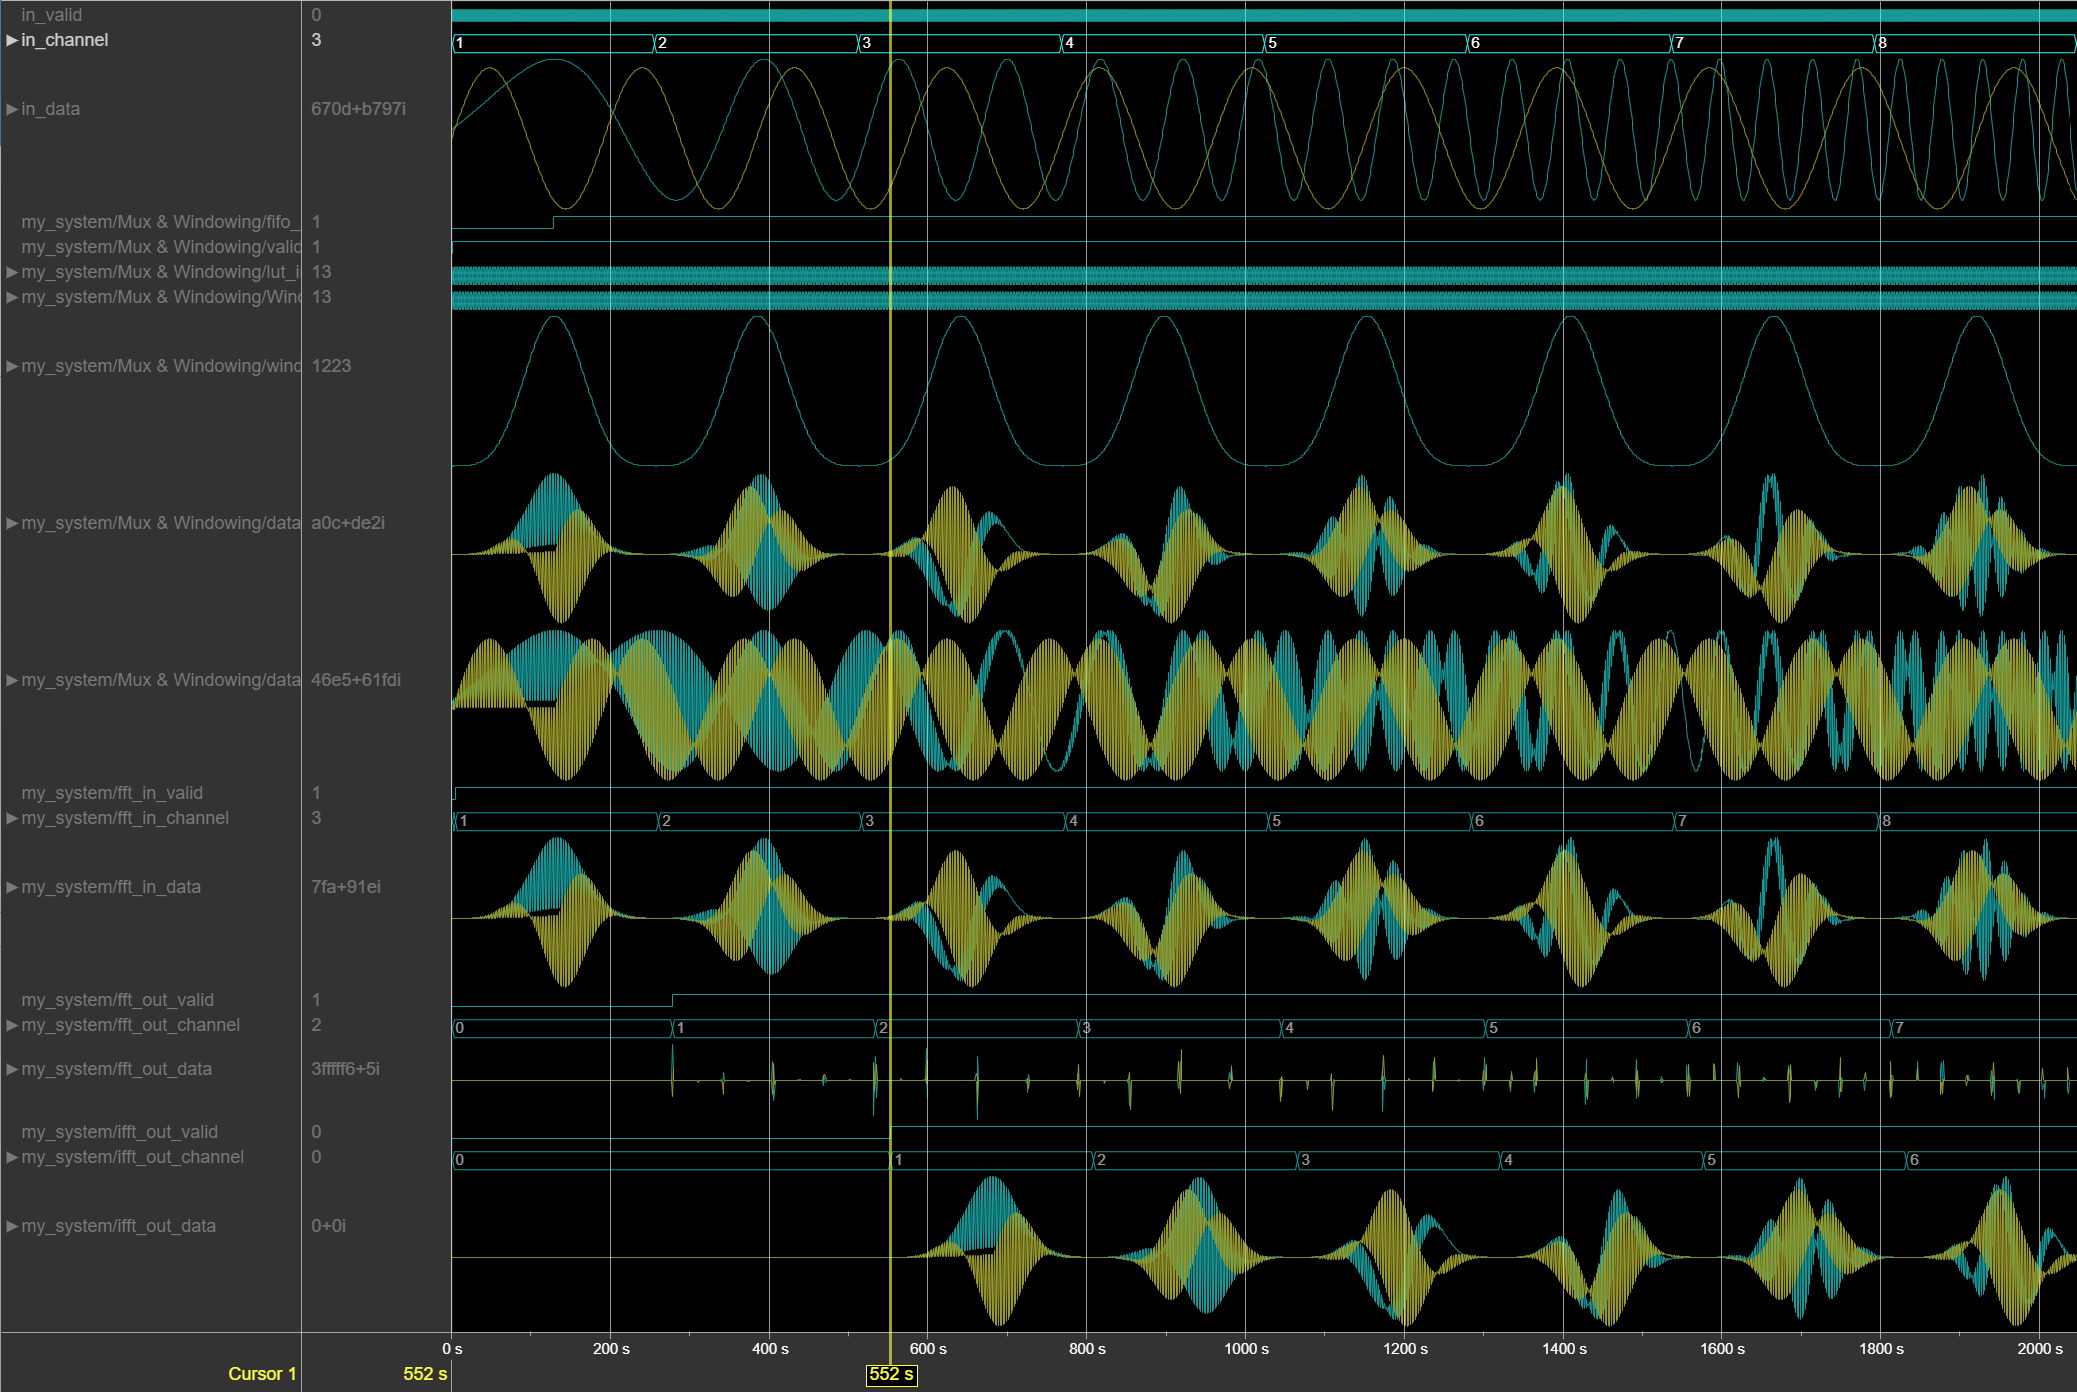 in_valid 0
▶in_channel 3 1 2 3 4 5 6 7 8
▶in_data 670d+b797i
my_system/Mux & Windowing/fifo_ 1
my_system/Mux & Windowing/valid 1
▶my_system/Mux & Windowing/lut_i 13
▶my_system/Mux & Windowing/Wind 13
▶my_system/Mux & Windowing/wind 1223
▶my_system/Mux & Windowing/data a0c+de2i
▶my_system/Mux & Windowing/data 46e5+61fdi
my_system/fft_in_valid 1
▶my_system/fft_in_channel 3 1 2 3 4 5 6 7 8
▶my_system/fft_in_data 7fa+91ei
my_system/fft_out_valid 1
▶my_system/fft_out_channel 2 0 1 2 3 4 5 6 7
▶my_system/fft_out_data 3fffff6+5i
my_system/ifft_out_valid 0
▶my_system/ifft_out_channel 0 0 1 2 3 4 5 6
▶my_system/ifft_out_data 0+0i
0 s 200 s 400 s 600 s 800 s 1000 s 1200 s 1400 s 1600 s 1800 s 2000 s
Cursor 1 552 s 552 s